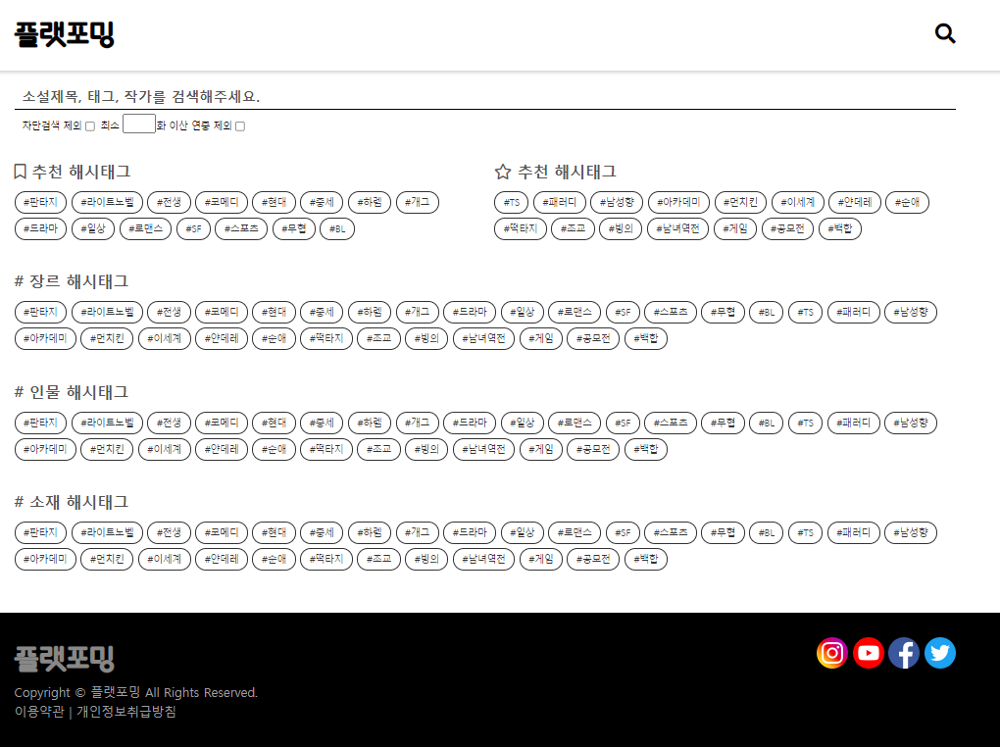 플랫포밍
소설제목, 태그, 작가를 검색해주세요.
차단검색 제외 최소 화 이산 연중 제외
추천 해시태그
#판타지 #라이트노벨 #전생 #코메디 #현대 #중세 #하렘 #개그
#드라마 #일상 #로맨스 #SF #스포츠 #무협 #BL
추천 해시태그
#TS #패러디 #남성향 #아카데미 #먼치킨 #이세계 #얀데레 #순애
#떡타지 #조교 #빙의 #남녀역전 #게임 #공모전 #백합
# 장르 해시태그
#판타지 #라이트노벨 #전생 #코메디 #현대 #중세 #하렘 #개그 #드라마 #일상 #로맨스 #SF #스포츠 #무협 #BL #TS #패러디 #남성향
#아카데미 #먼치킨 #이세계 #얀데레 #순애 #떡타지 #조교 #빙의 #남녀역전 #게임 #공모전 #백합
# 인물 해시태그
#판타지 #라이트노벨 #전생 #코메디 #현대 #중세 #하렘 #개그 #드라마 #일상 #로맨스 #SF #스포츠 #무협 #BL #TS #패러디 #남성향
#아카데미 #먼치킨 #이세계 #얀데레 #순애 #떡타지 #조교 #빙의 #남녀역전 #게임 #공모전 #백합
# 소재 해시태그
#판타지 #라이트노벨 #전생 #코메디 #현대 #중세 #하렘 #개그 #드라마 #일상 #로맨스 #SF #스포츠 #무협 #BL #TS #패러디 #남성향
#아카데미 #먼치킨 #이세계 #얀데레 #순애 #떡타지 #조교 #빙의 #남녀역전 #게임 #공모전 #백합
플랫포밍
Copyright © 플랫포밍 All Rights Reserved.
이용약관 | 개인정보취급방침